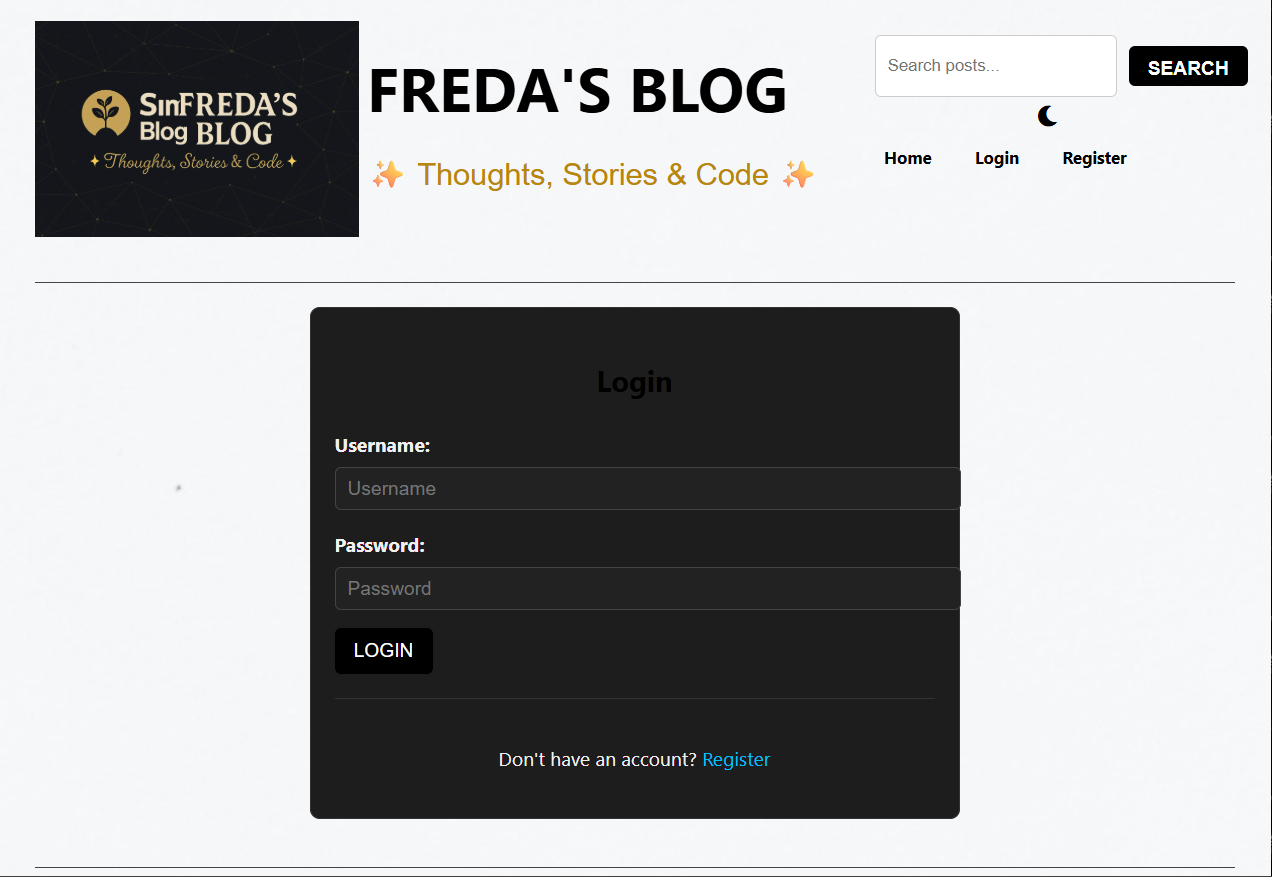 SinFREDA'S
Blog BLOG
Thoughts, Stories & Code
FREDA'S BLOG
✨ Thoughts, Stories & Code ✨
Search posts...
SEARCH
Home Login Register
Login
Username:
Username
Password:
Password
LOGIN
Don't have an account? Register